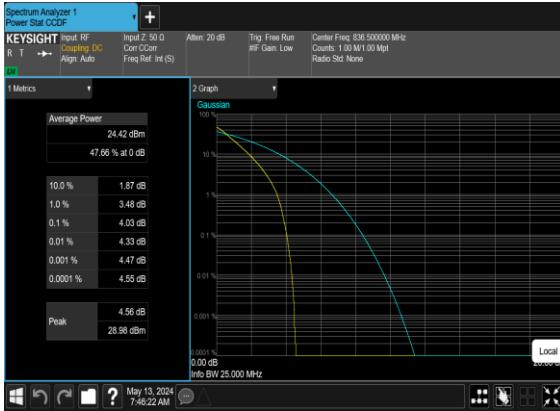 Spectrum Analyzer 1
Power Stat CCDF
KEYSIGHT
R T
Input: RF
Coupling: DC
Align: Auto
Input Z: 50 Ω
Corr CCorr
Freq Ref: Int (S)
Atten: 20 dB
Trig: Free Run
#IF Gain: Low
Center Freq: 836.500000 MHz
Counts: 1.00 M/1.00 Mpt
Radio Std: None
1 Metrics
Average Power
24.42 dBm
47.66 % at 0 dB
10.0 % 1.87 dB
1.0 % 3.48 dB
0.1 % 4.03 dB
0.01 % 4.33 dB
0.001 % 4.47 dB
0.0001 % 4.55 dB
Peak
4.56 dB
28.98 dBm
2 Graph
Gaussian
100 %
10 %
1 %
0.1 %
0.01 %
0.001 %
0.0001 %
0.00 dB
Info BW 25.000 MHz
Local
May 13, 2024
7:46:22 AM